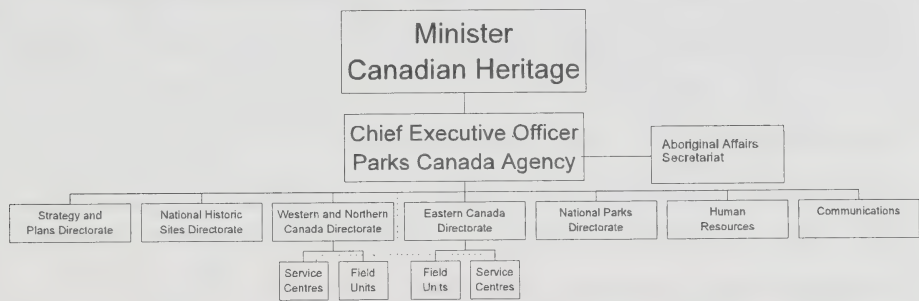 Minister
Canadian Heritage
Chief Executive Officer
Parks Canada Agency
Aboriginal Affairs
Secretariat
Strategy and
Plans Directorate
National Historic
Sites Directorate
Western and Northern
Canada Directorate
Eastern Canada
Directorate
National Parks
Directorate
Human
Resources
Communications
Service
Centres
Field
Units
Field
Units
Service
Centres